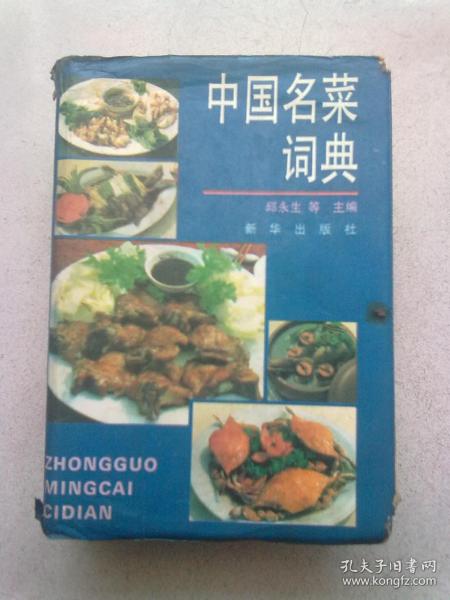 中国名菜
词典
邱永生 等 主编
新华出版社
ZHONGGUO
MINGCAI
CIDIAN
孔夫子旧书网
www.kongfz.com